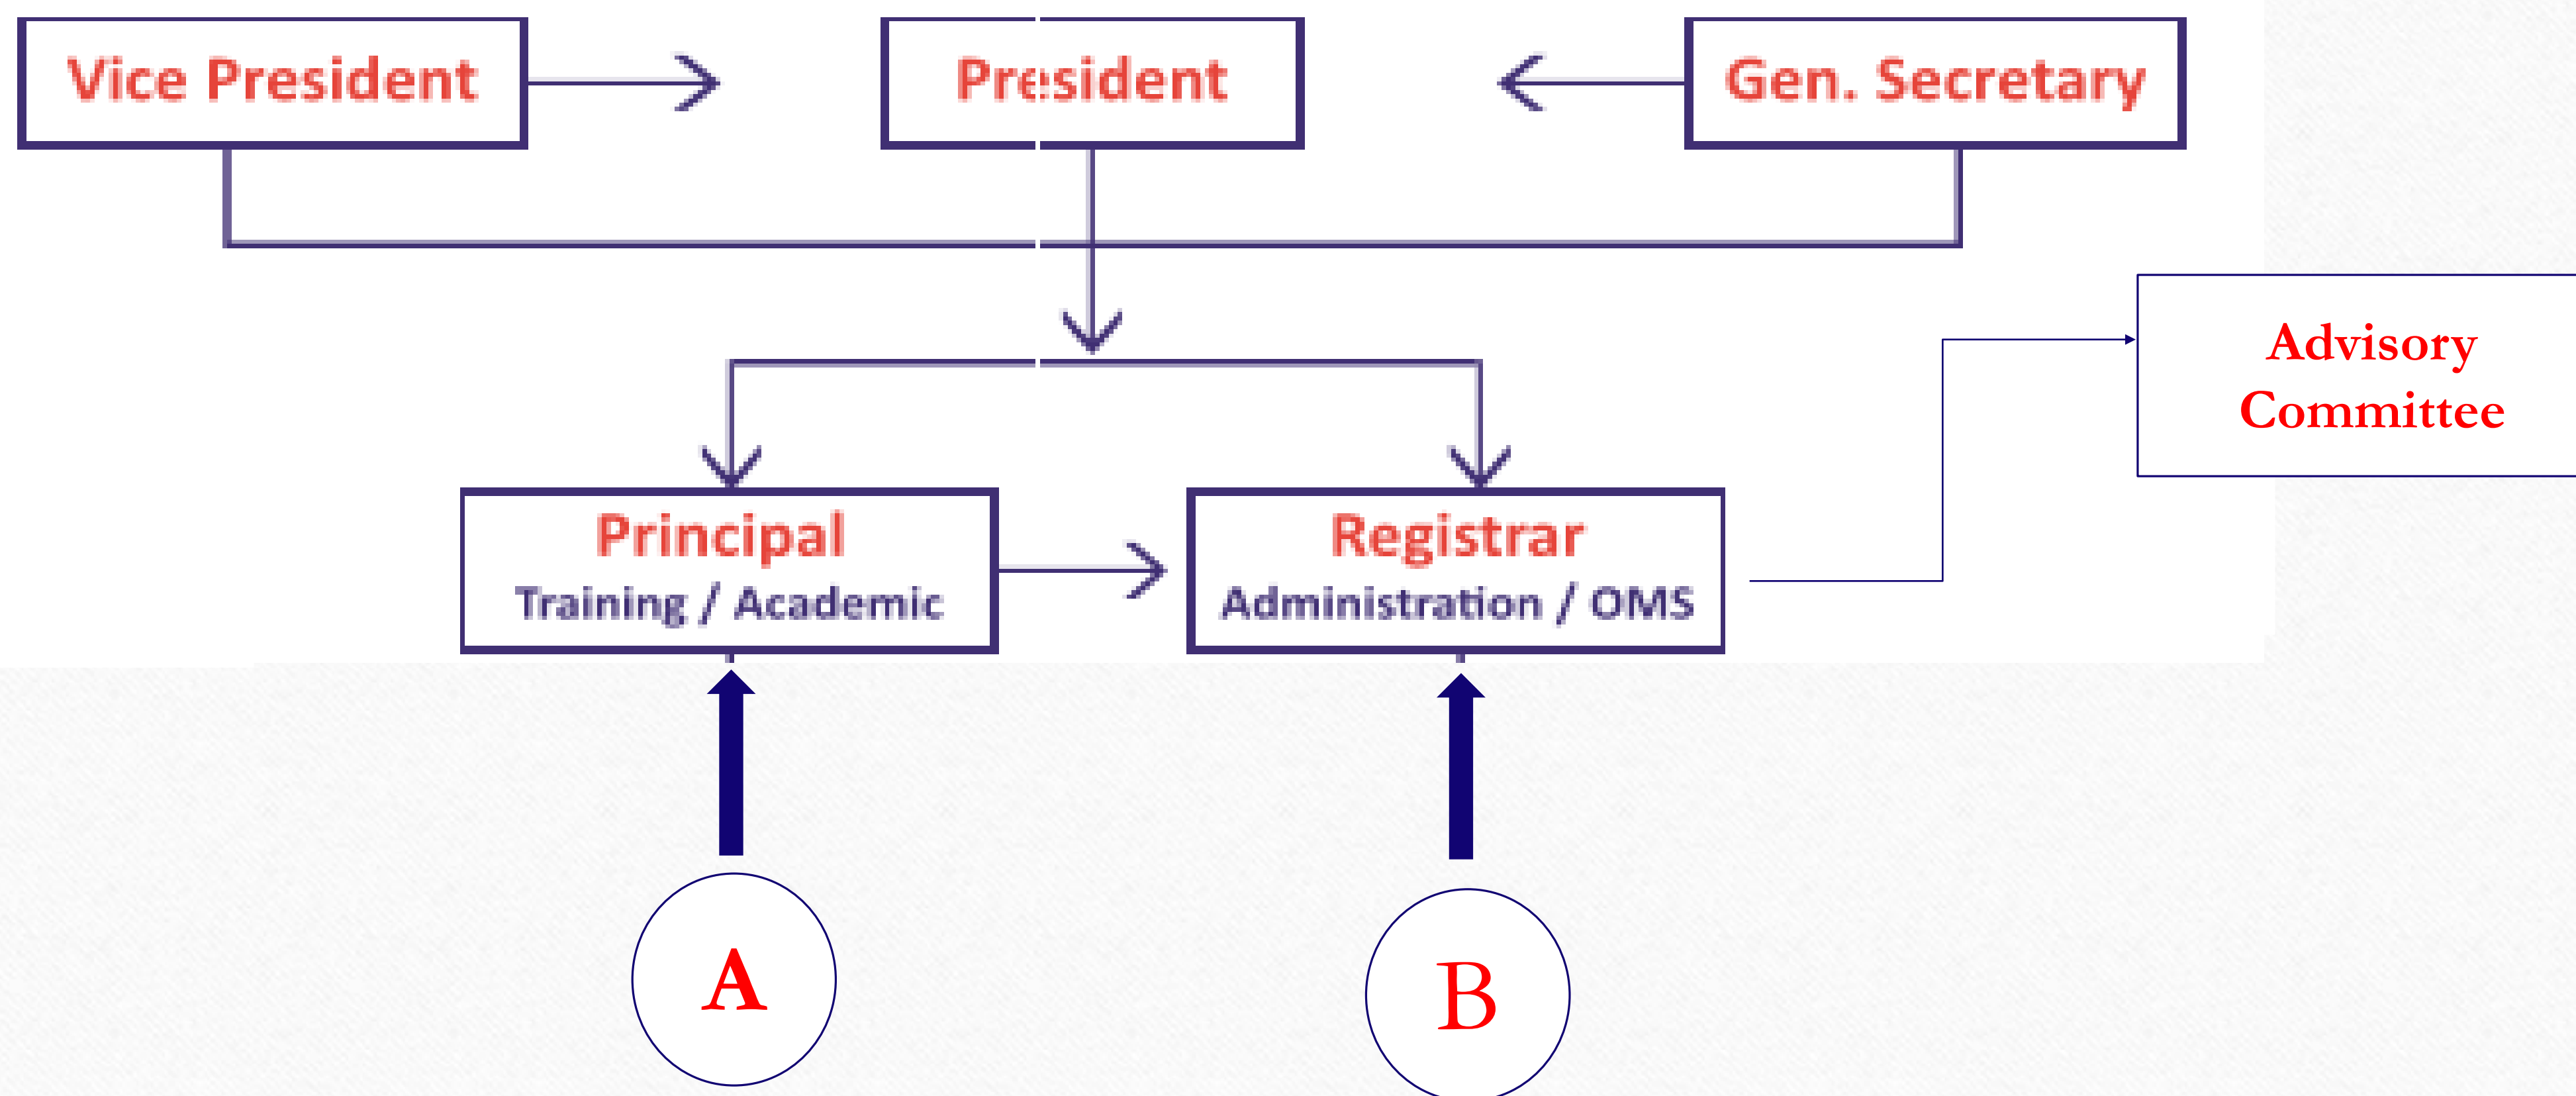 Vice President
President
Gen. Secretary
Advisory
Committee
Principal
Training / Academic
Registrar
Administration / OMS
A
B